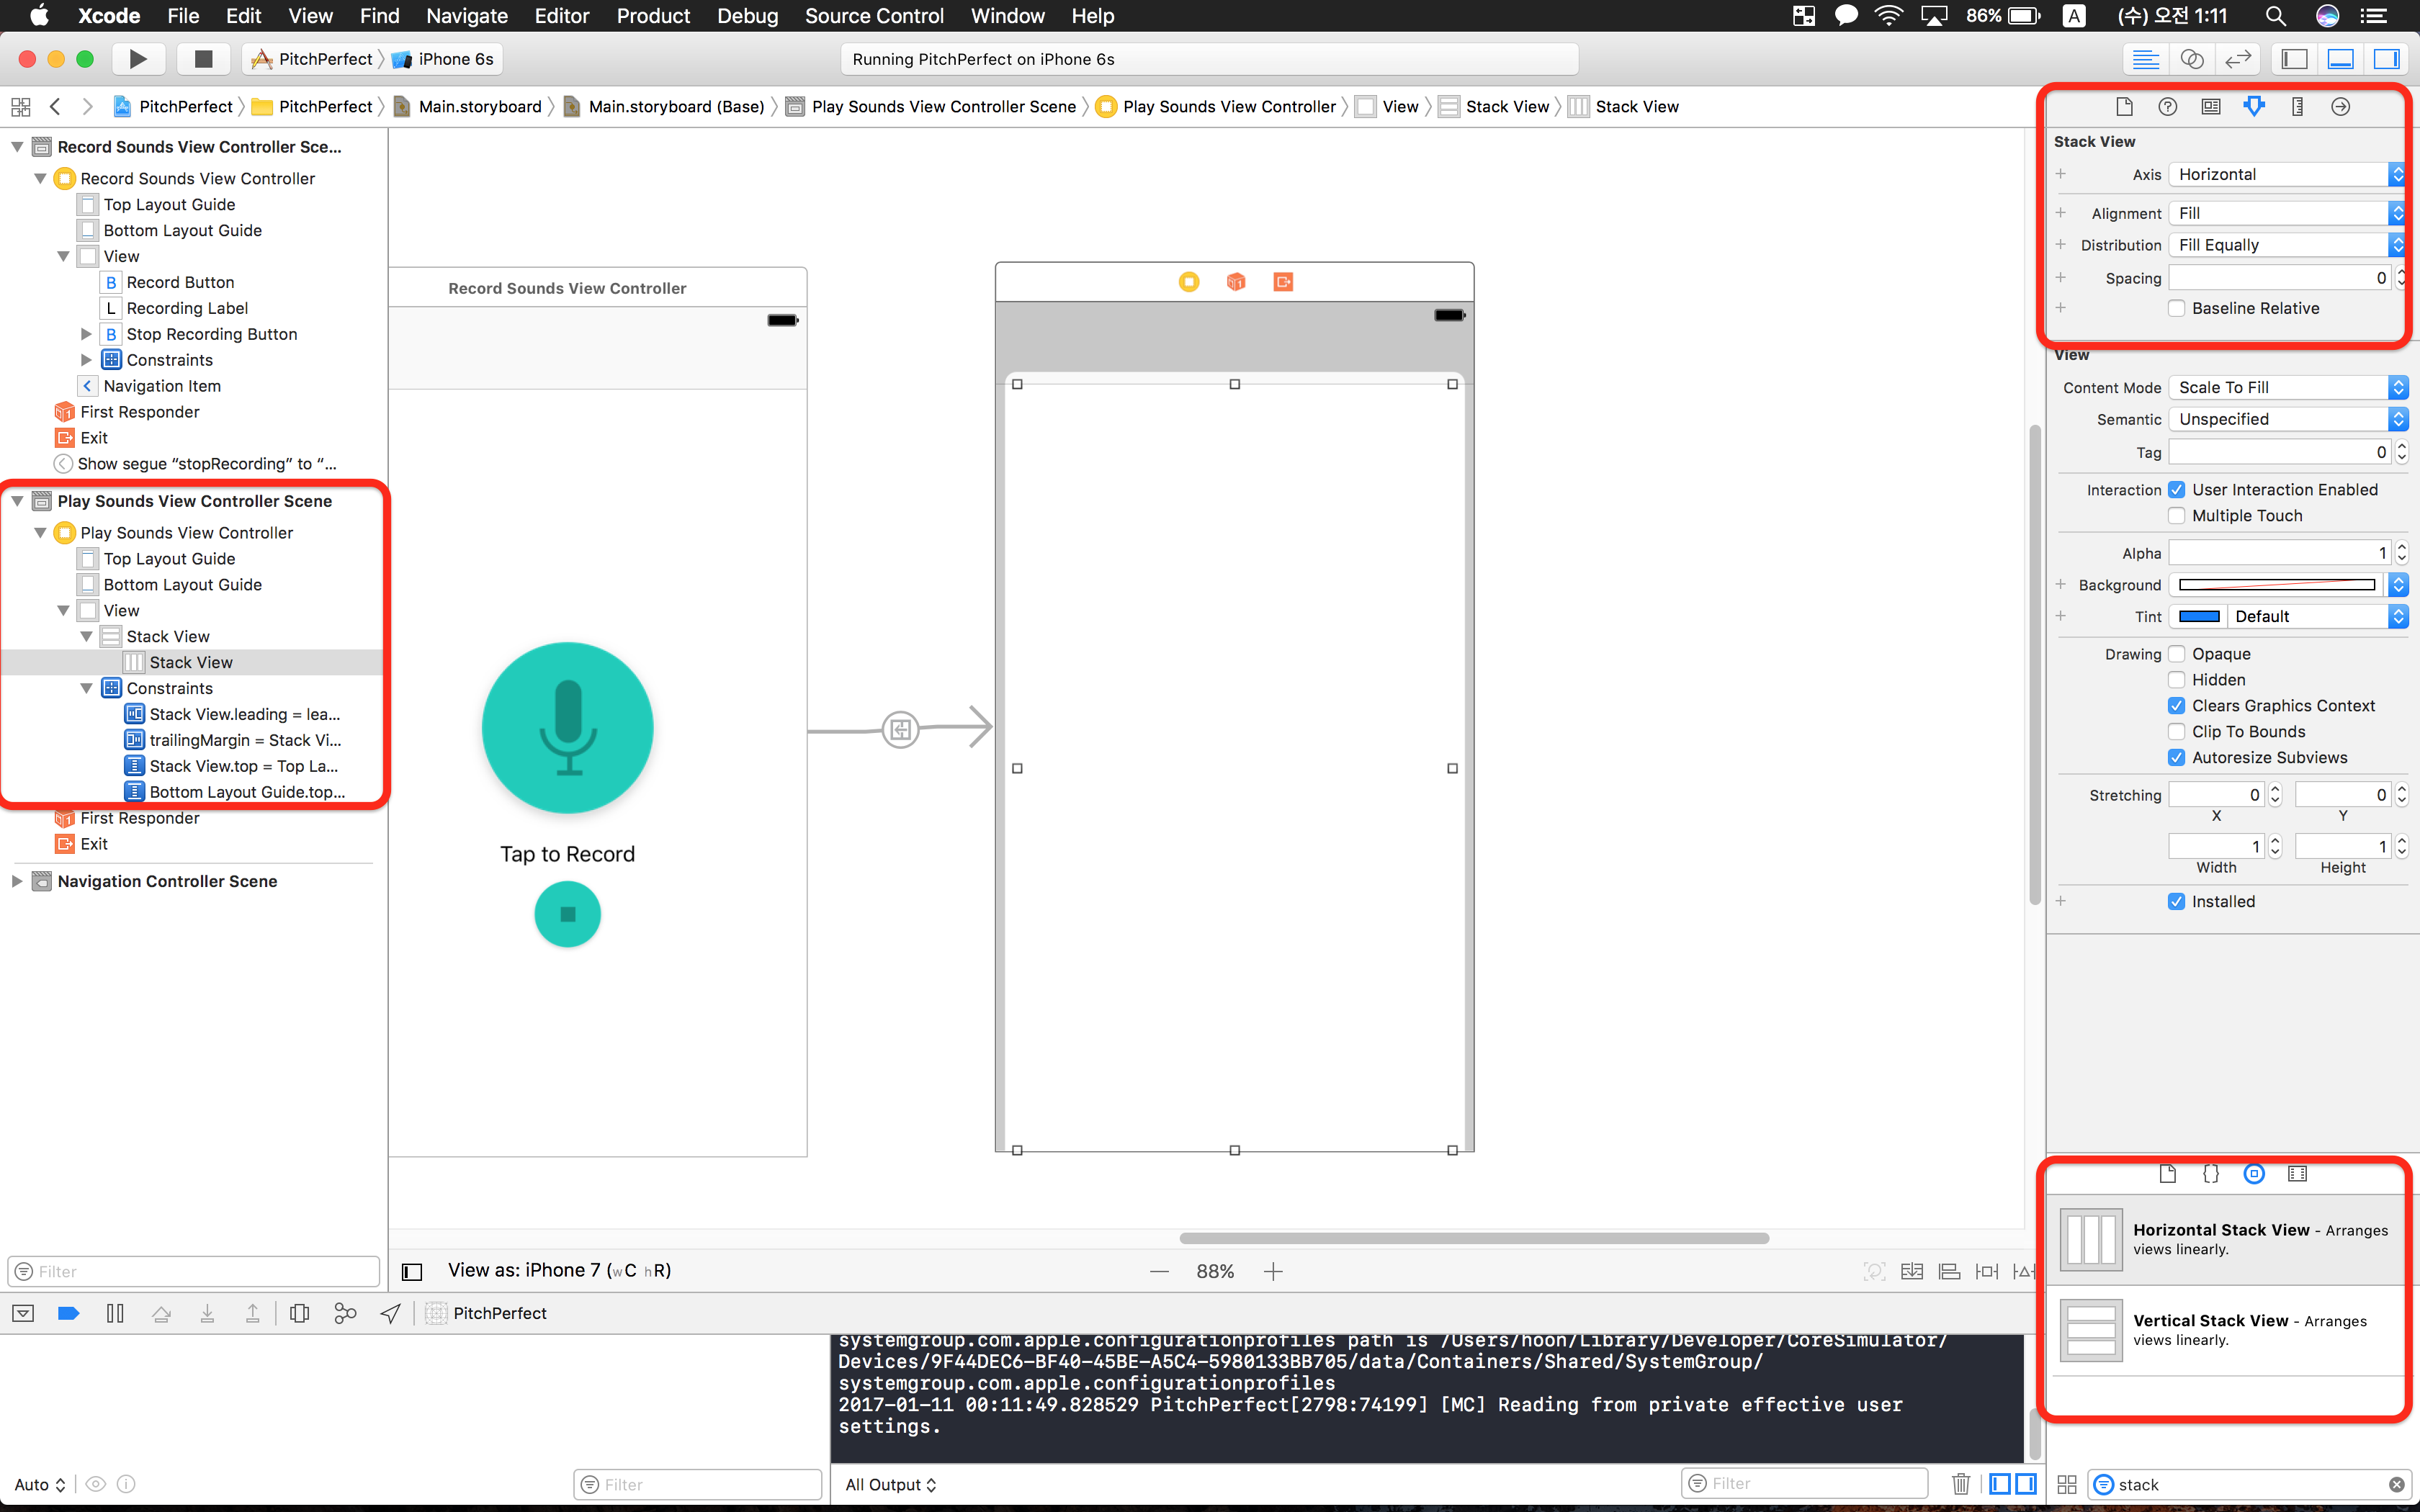 Xcode File Edit View Find Navigate Editor Product Debug Source Control Window Help 86% A (수) 오전 1:11
PitchPerfect iPhone 6s
Running PitchPerfect on iPhone 6s
PitchPerfect PitchPerfect Main.storyboard Main.storyboard (Base) Play Sounds View Controller Scene Play Sounds View Controller View Stack View Stack View
Record Sounds View Controller Sce...
Record Sounds View Controller
Top Layout Guide
Bottom Layout Guide
View
B Record Button
L Recording Label
B Stop Recording Button
Constraints
Navigation Item
First Responder
Exit
Show segue “stopRecording” to “...
Play Sounds View Controller Scene
Play Sounds View Controller
Top Layout Guide
Bottom Layout Guide
View
Stack View
Stack View
Constraints
Stack View.leading = lea...
trailingMargin = Stack Vi...
Stack View.top = Top La...
Bottom Layout Guide.top...
First Responder
Exit
Navigation Controller Scene
Filter
Record Sounds View Controller
Tap to Record
View as: iPhone 7 (wC hR)
88%
Stack View
Axis Horizontal
Alignment Fill
Distribution Fill Equally
Spacing 0
Baseline Relative
View
Content Mode Scale To Fill
Semantic Unspecified
Tag 0
Interaction User Interaction Enabled
Multiple Touch
Alpha 1
Background
Tint Default
Drawing Opaque
Hidden
Clears Graphics Context
Clip To Bounds
Autoresize Subviews
Stretching 0 0
X Y
1 1
Width Height
Installed
Horizontal Stack View - Arranges
views linearly.
Vertical Stack View - Arranges
views linearly.
stack
PitchPerfect
systemgroup.com.apple.configurationprofiles path is /Users/hoon/Library/Developer/CoreSimulator/
Devices/9F44DEC6-BF40-45BE-A5C4-5980133BB705/data/Containers/Shared/SystemGroup/
systemgroup.com.apple.configurationprofiles
2017-01-11 00:11:49.828529 PitchPerfect[2798:74199] [MC] Reading from private effective user
settings.
Auto
Filter
All Output
Filter